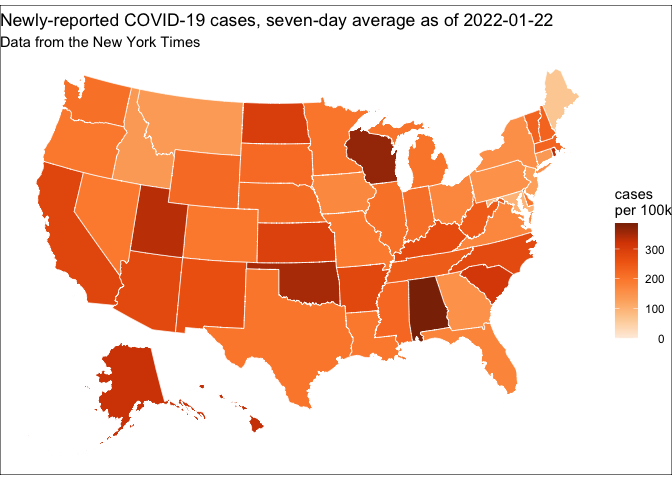 Newly-reported COVID-19 cases, seven-day average as of 2022-01-22
Data from the New York Times
cases
per 100k
300
200
100
0